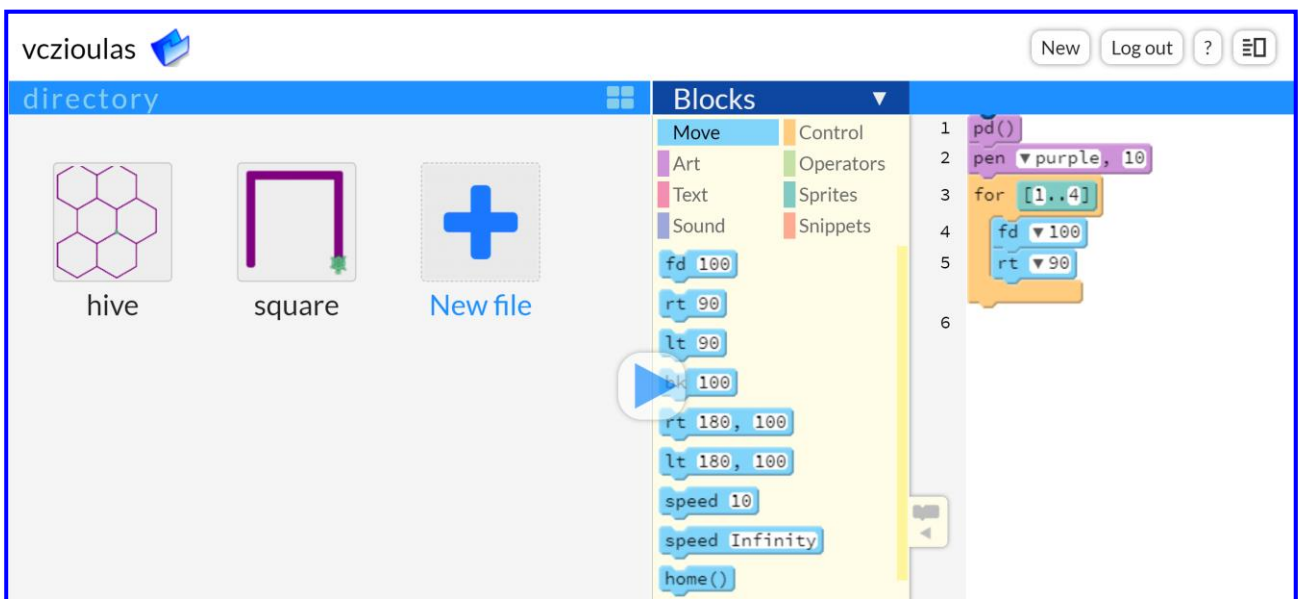 vczioulas
New Log out ?
directory
Blocks ▼
Move Control
Art Operators
Text Sprites
Sound Snippets
fd 100
rt 90
lt 90
bk 100
rt 180, 100
lt 180, 100
speed 10
speed Infinity
home()
hive
square
New file
1 pd()
2 pen ▼ purple, 10
3 for [1..4]
4 fd ▼ 100
5 rt ▼ 90
6